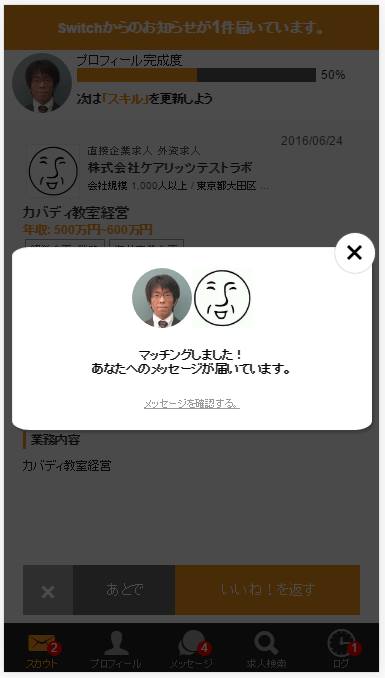 Switchからのお知らせが1件届いています。
プロフィール完成度
50%
次は「スキル」を更新しよう
2016/06/24
直接企業求人 外資求人
株式会社ケアリッツテストラボ
会社規模 1,000人以上 / 東京都大田区 ...
カバディ教室経営
年収: 500万円~600万円
マッチングしました！
あなたへのメッセージが届いています。
メッセージを確認する。
業務内容
カバディ教室経営
あとで
いいね！を返す
2
4
1
スカウト
プロフィール
メッセージ
求人検索
ログ